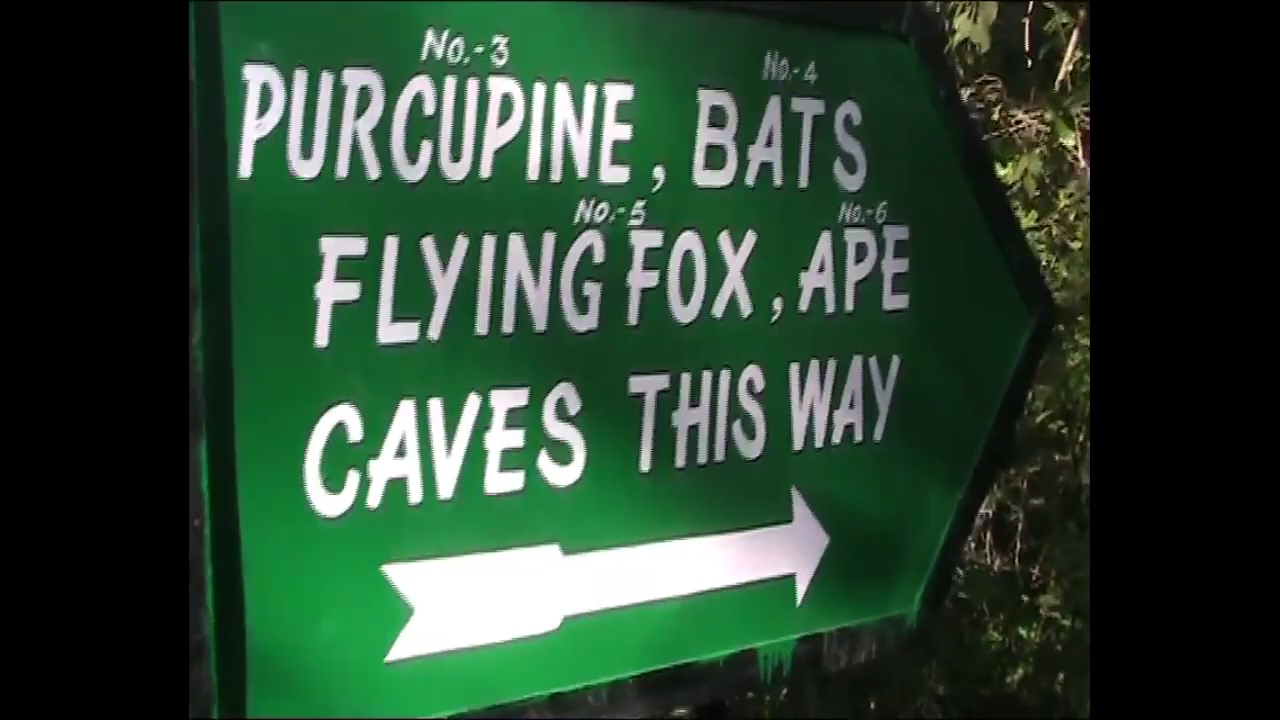 No.-3 No.-4
PURCUPINE, BATS
No.-5 No.-6
FLYING FOX, APE
CAVES THIS WAY